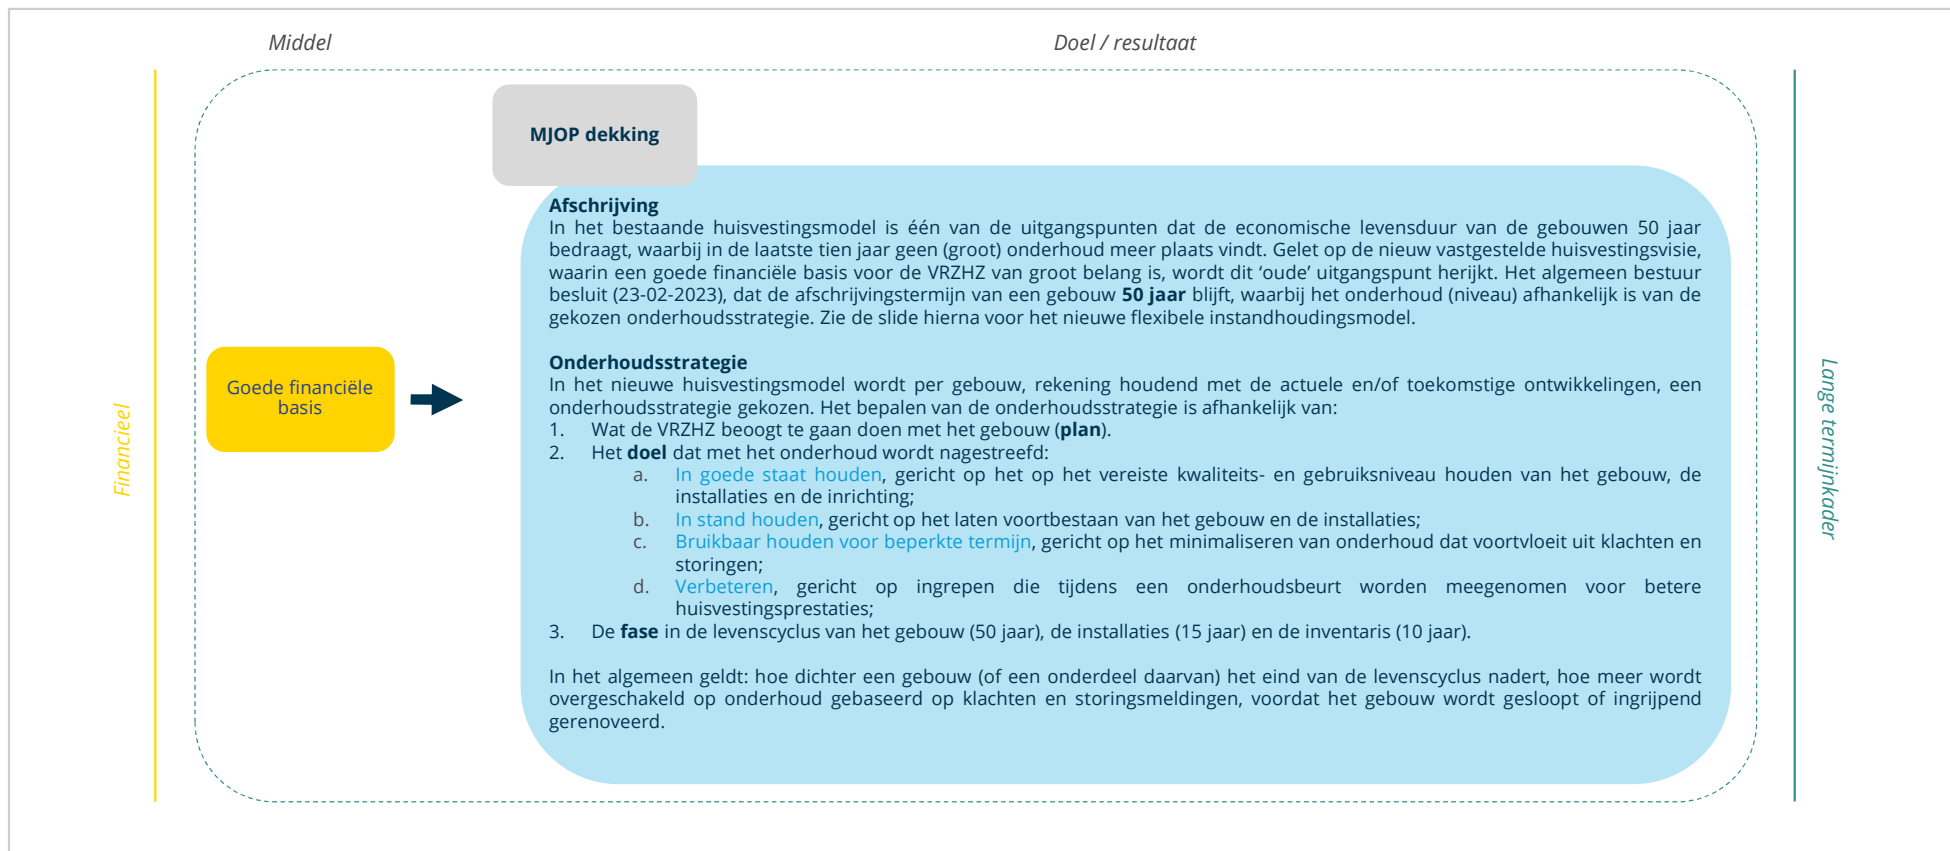 Middel
Doel / resultaat
MJOP dekking
Afschrijving
In het bestaande huisvestingsmodel is één van de uitgangspunten dat de economische levensduur van de gebouwen 50 jaar
bedraagt, waarbij in de laatste tien jaar geen (groot) onderhoud meer plaats vindt. Gelet op de nieuw vastgestelde huisvestingsvisie,
waarin een goede financiële basis voor de VRZHZ van groot belang is, wordt dit ‘oude’ uitgangspunt herijkt. Het algemeen bestuur
besluit (23-02-2023), dat de afschrijvingstermijn van een gebouw 50 jaar blijft, waarbij het onderhoud (niveau) afhankelijk is van de
gekozen onderhoudsstrategie. Zie de slide hierna voor het nieuwe flexibele instandhoudingsmodel.
Onderhoudsstrategie
In het nieuwe huisvestingsmodel wordt per gebouw, rekening houdend met de actuele en/of toekomstige ontwikkelingen, een
onderhoudsstrategie gekozen. Het bepalen van de onderhoudsstrategie is afhankelijk van:
1. Wat de VRZHZ beoogt te gaan doen met het gebouw (plan).
2. Het doel dat met het onderhoud wordt nagestreefd:
a. In goede staat houden, gericht op het op het vereiste kwaliteits- en gebruiksniveau houden van het gebouw, de
installaties en de inrichting;
b. In stand houden, gericht op het laten voortbestaan van het gebouw en de installaties;
c. Bruikbaar houden voor beperkte termijn, gericht op het minimaliseren van onderhoud dat voortvloeit uit klachten en
storingen;
d. Verbeteren, gericht op ingrepen die tijdens een onderhoudsbeurt worden meegenomen voor betere
huisvestingsprestaties;
3. De fase in de levenscyclus van het gebouw (50 jaar), de installaties (15 jaar) en de inventaris (10 jaar).
In het algemeen geldt: hoe dichter een gebouw (of een onderdeel daarvan) het eind van de levenscyclus nadert, hoe meer wordt
overgeschakeld op onderhoud gebaseerd op klachten en storingsmeldingen, voordat het gebouw wordt gesloopt of ingrijpend
gerenoveerd.
Goede financiële
basis
Financieel
Lange termijnkader